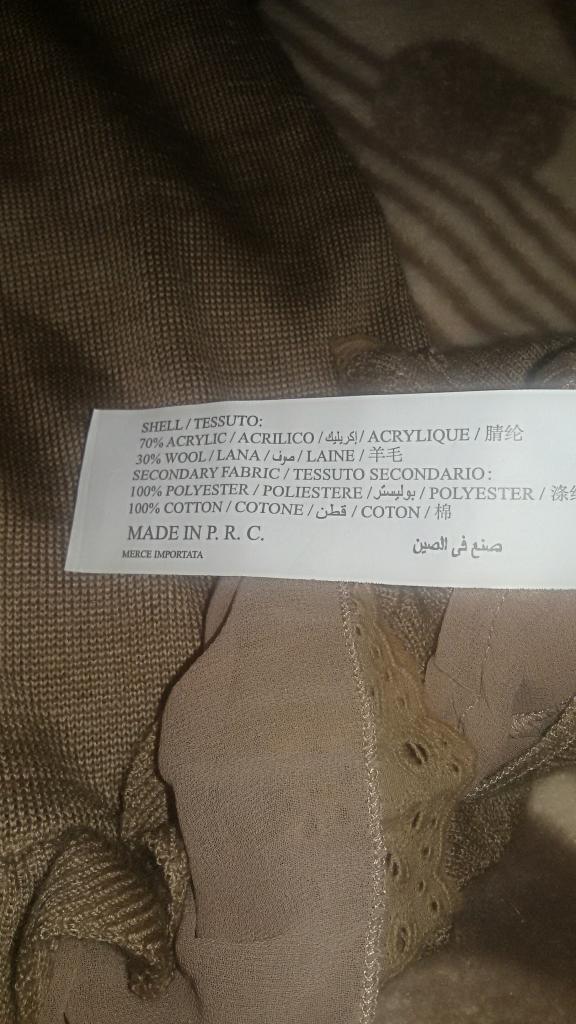 SHELL / TESSUTO:
70% ACRYLIC / ACRILICO / إكريليك / ACRYLIQUE / 腈纶
30% WOOL / LANA / صوف / LAINE / 羊毛
SECONDARY FABRIC / TESSUTO SECONDARIO:
100% POLYESTER / POLIESTERE / بوليستر / POLYESTER / 涤纶
100% COTTON / COTONE / قطن / COTON / 棉
MADE IN P. R. C. صنع في الصين
MERCE IMPORTATA